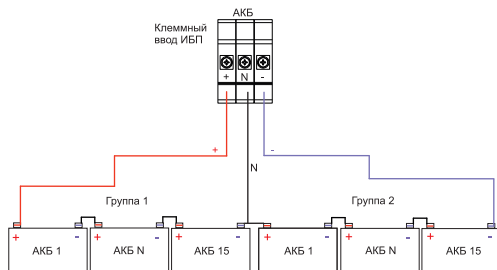 АКБ
Клеммный
ввод ИБП
+ N -
+
-
N
Группа 1
Группа 2
+ - + - + - + - + - + -
АКБ 1 АКБ N АКБ 15 АКБ 1 АКБ N АКБ 15